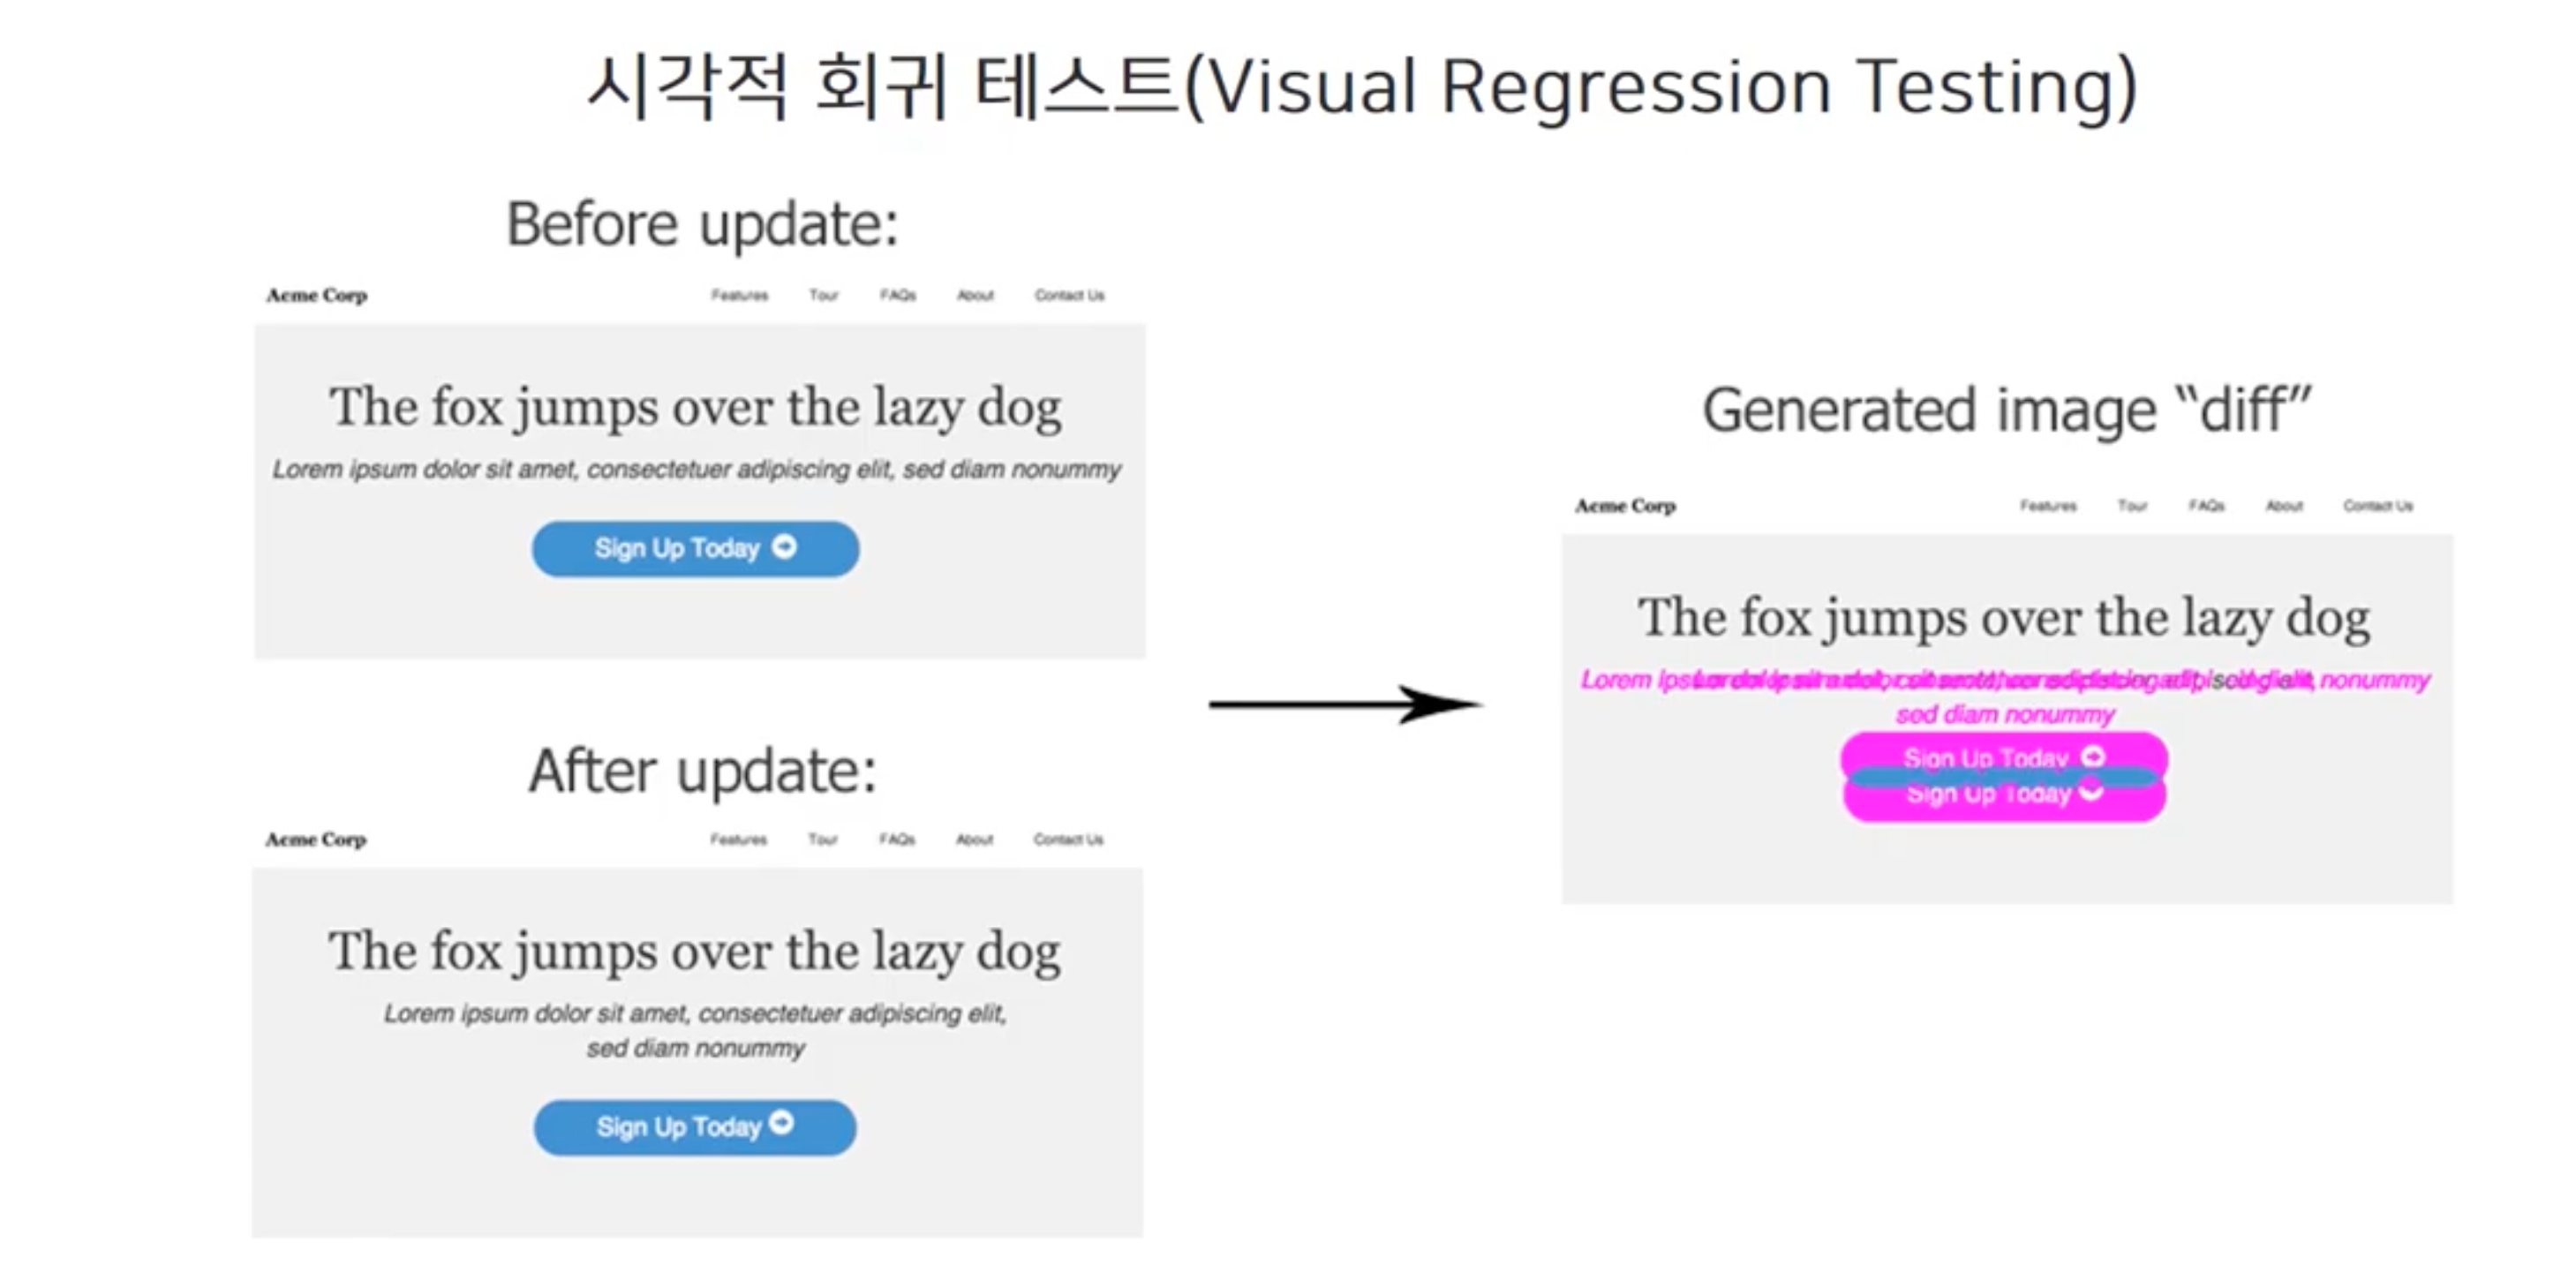 시각적 회귀 테스트(Visual Regression Testing)
Before update:
Acme Corp Features Tour FAQs About Contact Us
The fox jumps over the lazy dog
Lorem ipsum dolor sit amet, consectetuer adipiscing elit, sed diam nonummy
Sign Up Today
After update:
Acme Corp Features Tour FAQs About Contact Us
The fox jumps over the lazy dog
Lorem ipsum dolor sit amet, consectetuer adipiscing elit,
sed diam nonummy
Sign Up Today
Generated image “diff”
Acme Corp Features Tour FAQs About Contact Us
The fox jumps over the lazy dog
Lorem nonummy
sed diam nonummy
Sign Up Today
Sign Up Today